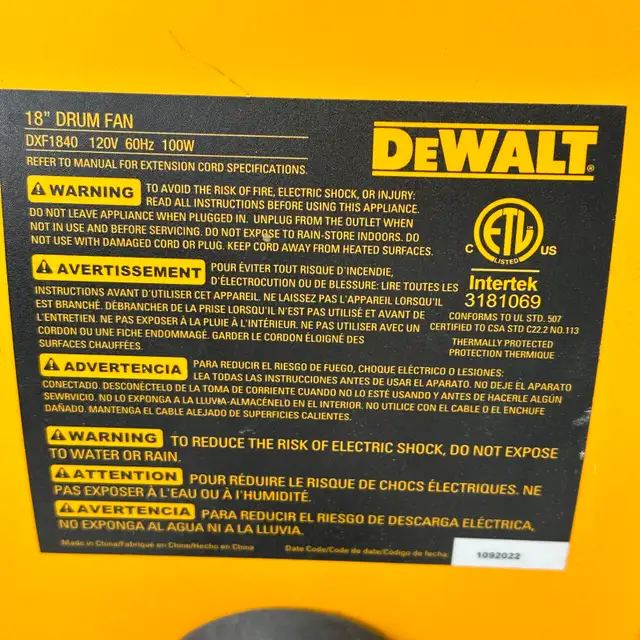 18" DRUM FAN
DXF1840 120V 60Hz 100W
REFER TO MANUAL FOR EXTENSION CORD SPECIFICATIONS.
DEWALT®
WARNING TO AVOID THE RISK OF FIRE, ELECTRIC SHOCK, OR INJURY:
READ ALL INSTRUCTIONS BEFORE USING THIS APPLIANCE.
DO NOT LEAVE APPLIANCE WHEN PLUGGED IN. UNPLUG FROM THE OUTLET WHEN
NOT IN USE AND BEFORE SERVICING. DO NOT EXPOSE TO RAIN-STORE INDOORS. DO
NOT USE WITH DAMAGED CORD OR PLUG. KEEP CORD AWAY FROM HEATED SURFACES.
AVERTISSEMENT POUR ÉVITER TOUT RISQUE D'INCENDIE,
D'ÉLECTROCUTION OU DE BLESSURE: LIRE TOUTES LES
INSTRUCTIONS AVANT D'UTILISER CET APPAREIL. NE LAISSEZ PAS L'APPAREIL LORSQU'IL
EST BRANCHÉ. DÉBRANCHER DE LA PRISE LORSQU'IL N'EST PAS UTILISÉ ET AVANT DE
L'ENTRETIEN. NE PAS EXPOSER À LA PLUIE À L'INTÉRIEUR. NE PAS UTILISER AVEC UN
CORDON OU UNE FICHE ENDOMMAGÉ. GARDER LE CORDON ÉLOIGNÉ DES
SURFACES CHAUFFÉES.
C ETL US
LISTED
Intertek
3181069
CONFORMS TO UL STD. 507
CERTIFIED TO CSA STD C22.2 NO.113
THERMALLY PROTECTED
PROTECTION THERMIQUE
ADVERTENCIA PARA REDUCIR EL RIESGO DE FUEGO, CHOQUE ELÉCTRICO O LESIONES:
LEA TODAS LAS INSTRUCCIONES ANTES DE USAR EL APARATO. NO DEJE ÉL APARATO
CONECTADO. DESCONÉCTELO DE LA TOMA DE CORRIENTE CUANDO NO LO ESTÉ USANDO Y ANTES DE HACERLE ALGÚN
SEWRVICIO. NO LO EXPONGA A LA LLUVIA-ALMACÉNELO EN EL INTERIOR. NO UTILICE CON EL CABLE O EL ENCHUFE
DAÑADO. MANTENGA EL CABLE ALEJADO DE SUPERFICIES CALIENTES.
WARNING TO REDUCE THE RISK OF ELECTRIC SHOCK, DO NOT EXPOSE
TO WATER OR RAIN.
ATTENTION POUR RÉDUIRE LE RISQUE DE CHOCS ÉLECTRIQUES. NE
PAS EXPOSER À L'EAU OU À L'HUMIDITÉ.
AVERTENCIA PARA REDUCIR EL RIESGO DE DESCARGA ELÉCTRICA,
NO EXPONGA AL AGUA NI A LA LLUVIA.
Made in China/Fabriqué en Chine/Hecho en China Date Code/Code de date/Código de fecha 1092022